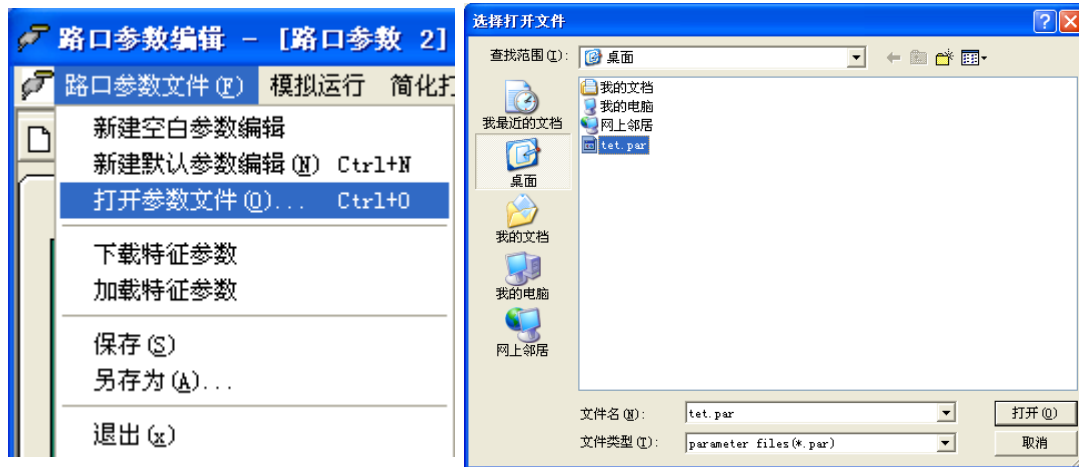 路口参数编辑 - [路口参数 2]
路口参数文件(F) 模拟运行 简化打
新建空白参数编辑
新建默认参数编辑(N) Ctrl+N
打开参数文件(O)... Ctrl+O
下载特征参数
加载特征参数
保存(S)
另存为(A)...
退出(x)
选择打开文件
查找范围(I): 桌面
我最近的文档
桌面
我的文档
我的电脑
网上邻居
我的文档
我的电脑
网上邻居
tet.par
文件名(N): tet.par 打开(O)
文件类型(T): parameter files(*.par) 取消